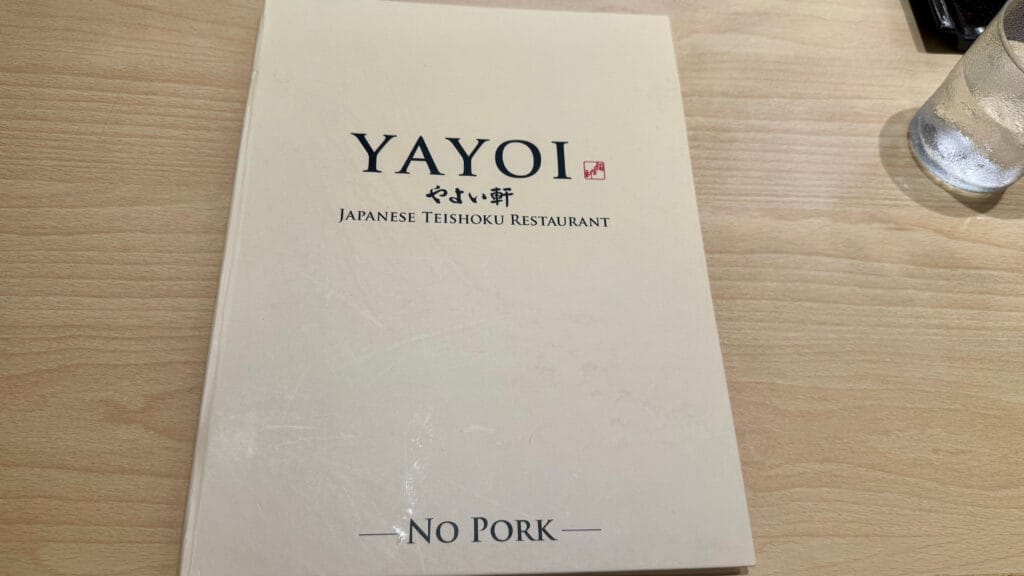 YAYOI
やよい軒
Japanese Teishoku Restaurant
No Pork